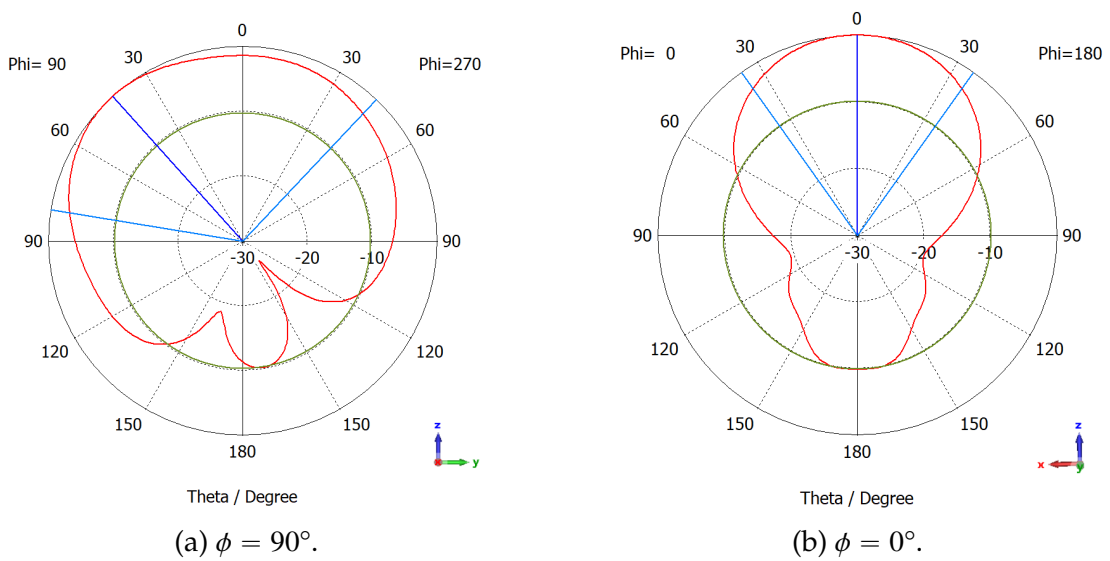 0
30
30
Phi= 90
Phi=270
60
60
90
90
-30
-20
-10
120
120
150
150
180
z
x
y
Theta / Degree
(a) ϕ = 90°.
0
30
30
Phi= 0
Phi=180
60
60
90
90
-30
-20
-10
120
120
150
150
180
z
x
y
Theta / Degree
(b) ϕ = 0°.